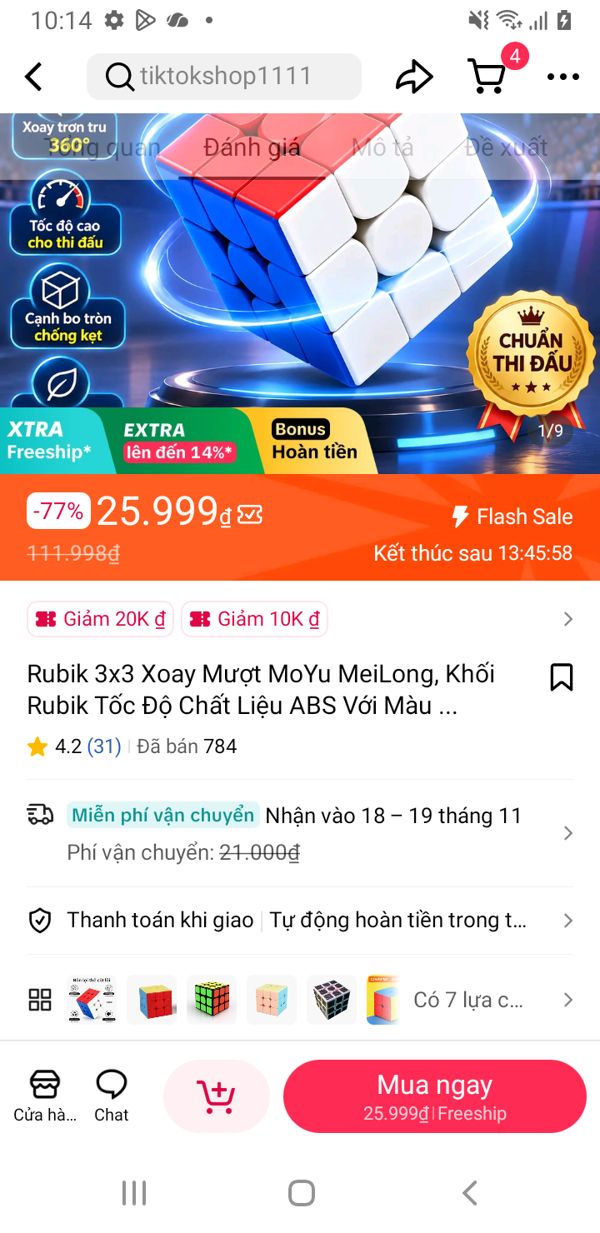 10:14
4
tiktokshop1111
Xoay trơn tru
360°
Tổng quan
Đánh giá
Mô tả
Đề xuất
Tốc độ cao
cho thi đấu
Cạnh bo tròn
chống kẹt
CHUẨN
THI ĐẤU
XTRA
Freeship*
EXTRA
lên đến 14%*
Bonus
Hoàn tiền
1/9
-77% 25.999₫
Flash Sale
111.998₫
Kết thúc sau 13:45:58
Giảm 20K ₫
Giảm 10K ₫
Rubik 3x3 Xoay Mượt MoYu MeiLong, Khối
Rubik Tốc Độ Chất Liệu ABS Với Màu ...
4.2 (31) Đã bán 784
Miễn phí vận chuyển Nhận vào 18 – 19 tháng 11
Phí vận chuyển: 21.000₫
Thanh toán khi giao | Tự động hoàn tiền trong t...
Có 7 lựa c...
Mua ngay
25.999₫ | Freeship
Cửa hà...
Chat